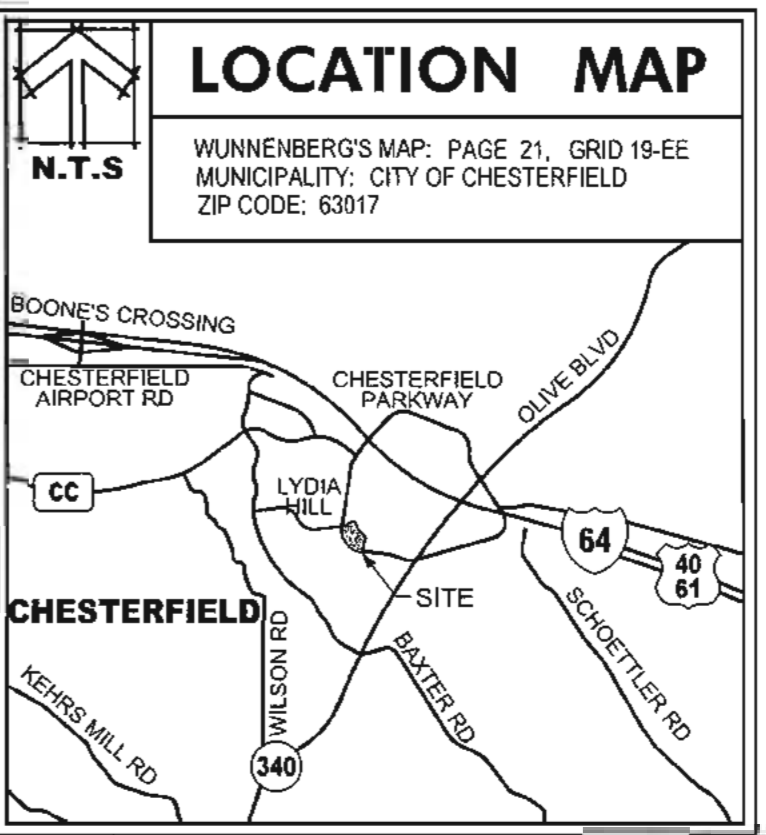 LOCATION MAP
N.T.S
WUNNENBERG'S MAP: PAGE 21, GRID 19-EE
MUNICIPALITY: CITY OF CHESTERFIELD
ZIP CODE: 63017
BOONE'S CROSSING
CHESTERFIELD
AIRPORT RD
CHESTERFIELD
PARKWAY
OLIVE BLVD
CC
LYDIA
HILL
64
40
61
SITE
CHESTERFIELD
WILSON RD
BAXTER RD
SCHOETTLER RD
KEHRS MILL RD
340